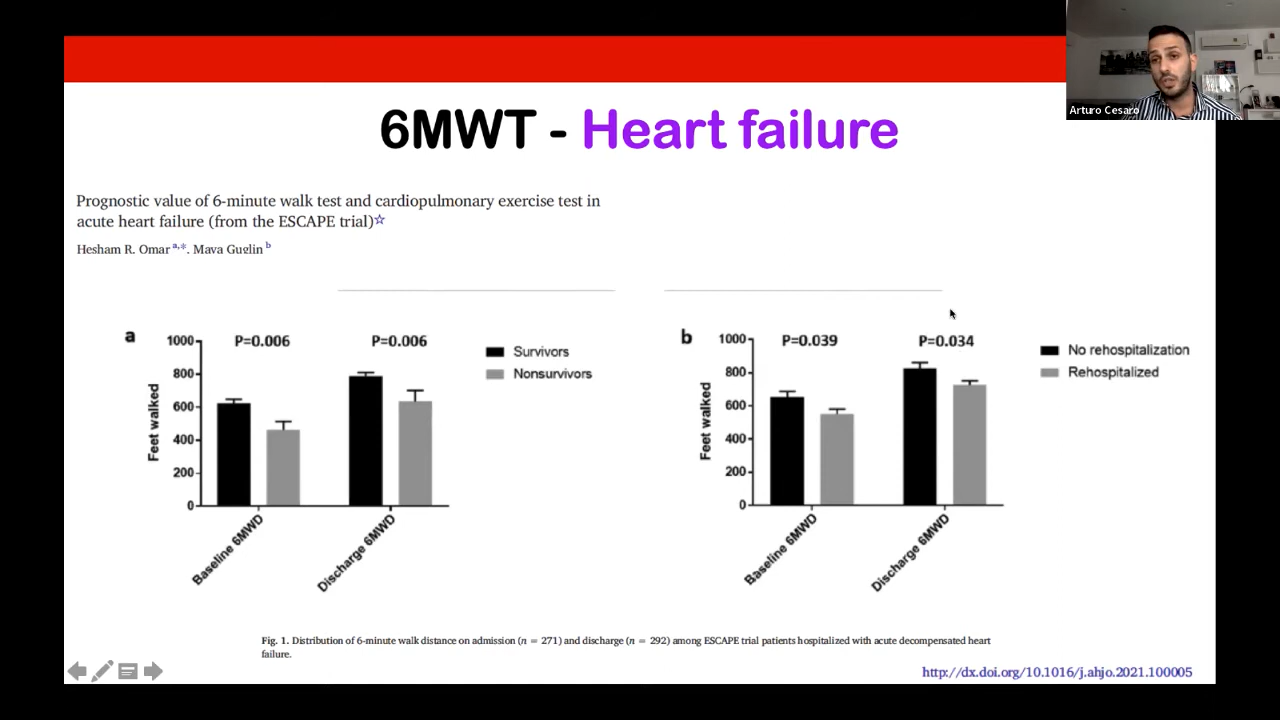 Arturo Cesaro
6MWT - Heart failure
Prognostic value of 6-minute walk test and cardiopulmonary exercise test in
acute heart failure (from the ESCAPE trial)☆
Hesham R. Omar a,*, Maya Guglin b
a
P=0.006
P=0.006
Survivors
Nonsurvivors
Feet walked
1000
800
600
400
200
0
Baseline 6MWD
Discharge 6MWD
b
P=0.039
P=0.034
No rehospitalization
Rehospitalized
Feet walked
1000
800
600
400
200
0
Baseline 6MWD
Discharge 6MWD
Fig. 1. Distribution of 6-minute walk distance on admission (n = 271) and discharge (n = 292) among ESCAPE trial patients hospitalized with acute decompensated heart
failure.
http://dx.doi.org/10.1016/j.ahjo.2021.100005